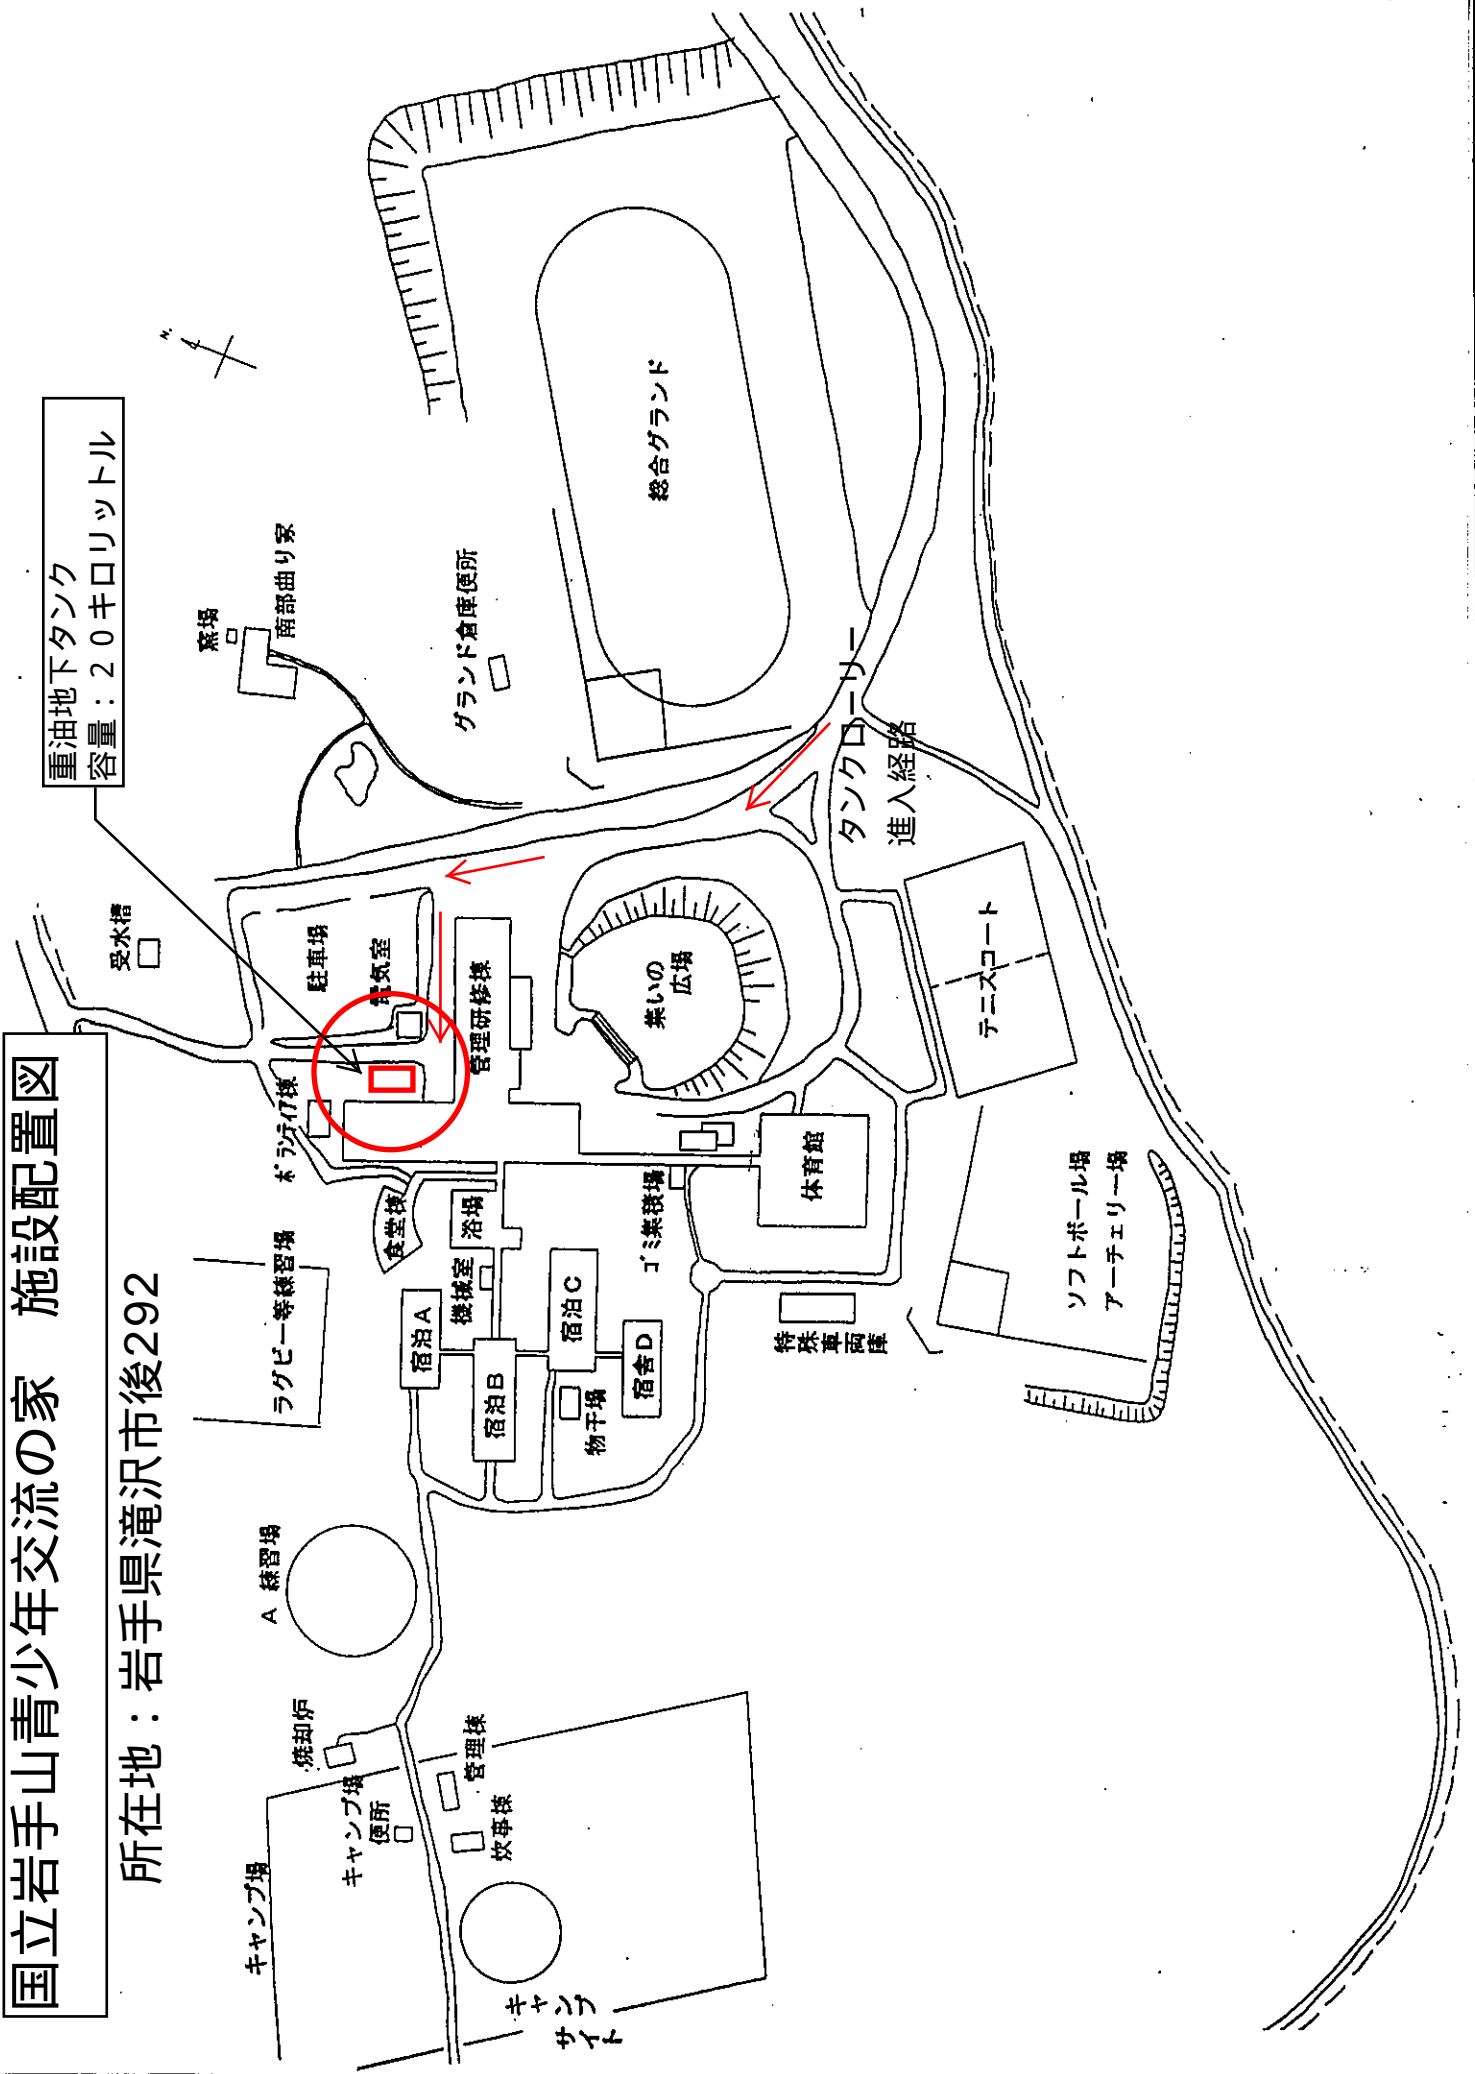 国立岩手山青少年交流の家　施設配置図
所在地：岩手県滝沢市後292
重油地下タンク
容量：２０キロリットル
N.
受水槽
窯場
南部曲り家
駐車場
電気室
グランド倉庫便所
総合グランド
ボランティア棟
管理研修棟
集いの
広場
タンクローリー
進入経路
ラグビー等練習場
食堂棟
浴場
機械室
ゴミ集積場
体育館
テニスコート
宿泊A
宿泊B
宿泊C
宿舎D
物干場
特殊車両庫
ソフトボール場
アーチェリー場
A 練習場
焼却炉
キャンプ場
キャンプ場
便所
管理棟
炊事棟
キャンプ
サイト